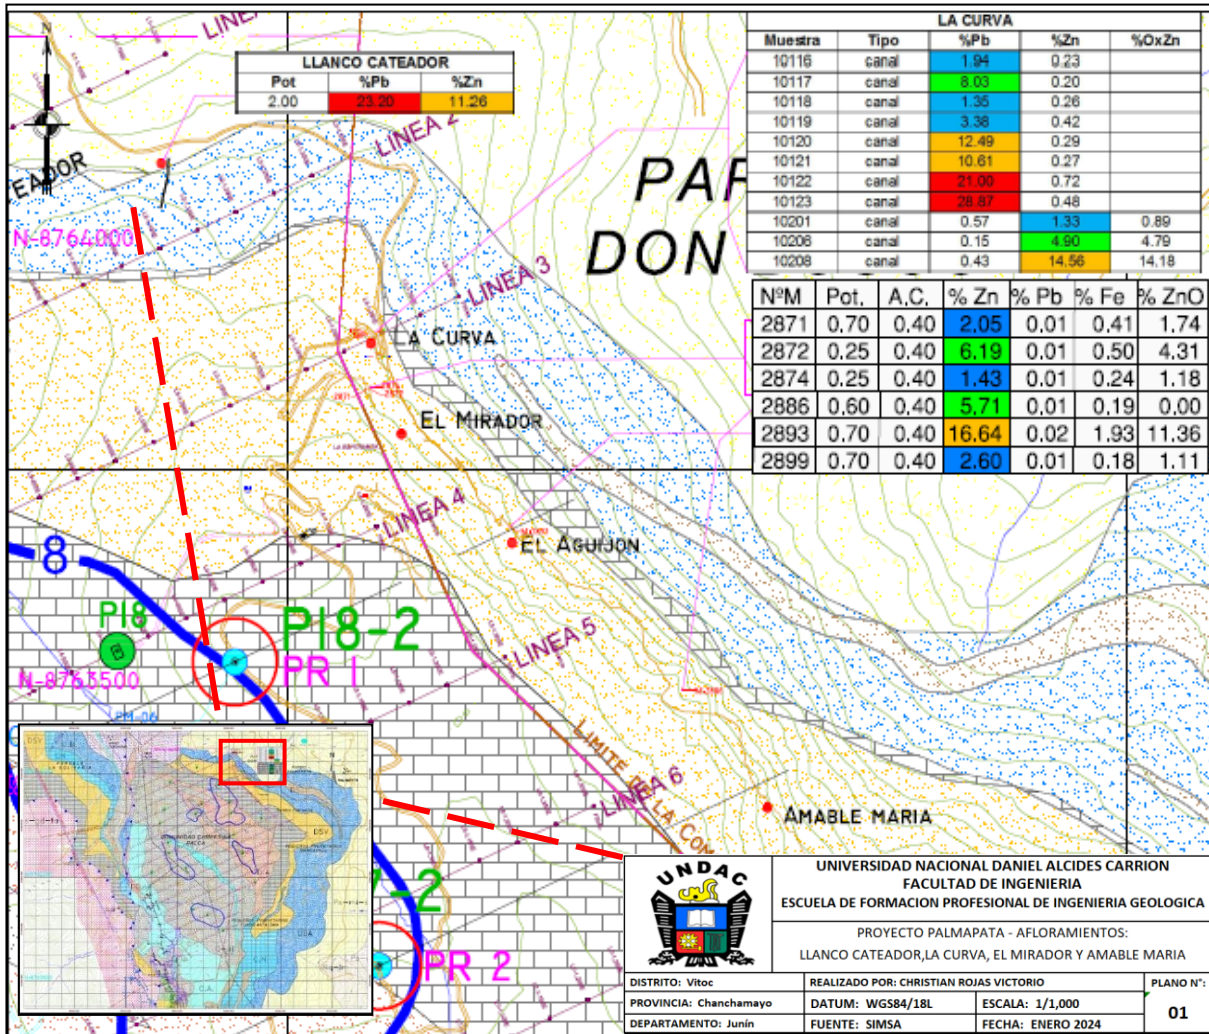 N
LINEA
LLANCO CATEADOR
Pot %Pb %Zn
2.00 23.20 11.26
LINEA 2
EADOR
N-8764000
PAR
DON
LA CURVA
Muestra Tipo %Pb %Zn %OxZn
10116 canal 1.94 0.23
10117 canal 8.03 0.20
10118 canal 1.35 0.26
10119 canal 3.38 0.42
10120 canal 12.49 0.29
10121 canal 10.61 0.27
10122 canal 21.00 0.72
10123 canal 28.87 0.48
10201 canal 0.57 1.33 0.89
10206 canal 0.15 4.90 4.79
10208 canal 0.43 14.56 14.18
NºM Pot. A.C. % Zn % Pb % Fe % ZnO
2871 0.70 0.40 2.05 0.01 0.41 1.74
2872 0.25 0.40 6.19 0.01 0.50 4.31
2874 0.25 0.40 1.43 0.01 0.24 1.18
2886 0.60 0.40 5.71 0.01 0.19 0.00
2893 0.70 0.40 16.64 0.02 1.93 11.36
2899 0.70 0.40 2.60 0.01 0.18 1.11
LINEA 3
LA CURVA
EL MIRADOR
LINEA 4
EL AGUIJON
8
P18
P18-2
PR 1
LINEA 5
N-8763500
PM-06
LINEA 6
LIMITE DE LA COM
AMABLE MARIA
7-2
PR 2
UNDAC
UNIVERSIDAD NACIONAL DANIEL ALCIDES CARRION
FACULTAD DE INGENIERIA
ESCUELA DE FORMACION PROFESIONAL DE INGENIERIA GEOLOGICA
PROYECTO PALMAPATA - AFLORAMIENTOS:
LLANCO CATEADOR,LA CURVA, EL MIRADOR Y AMABLE MARIA
DISTRITO: Vitoc REALIZADO POR: CHRISTIAN ROJAS VICTORIO PLANO N°:
PROVINCIA: Chanchamayo DATUM: WGS84/18L ESCALA: 1/1,000 01
DEPARTAMENTO: Junín FUENTE: SIMSA FECHA: ENERO 2024